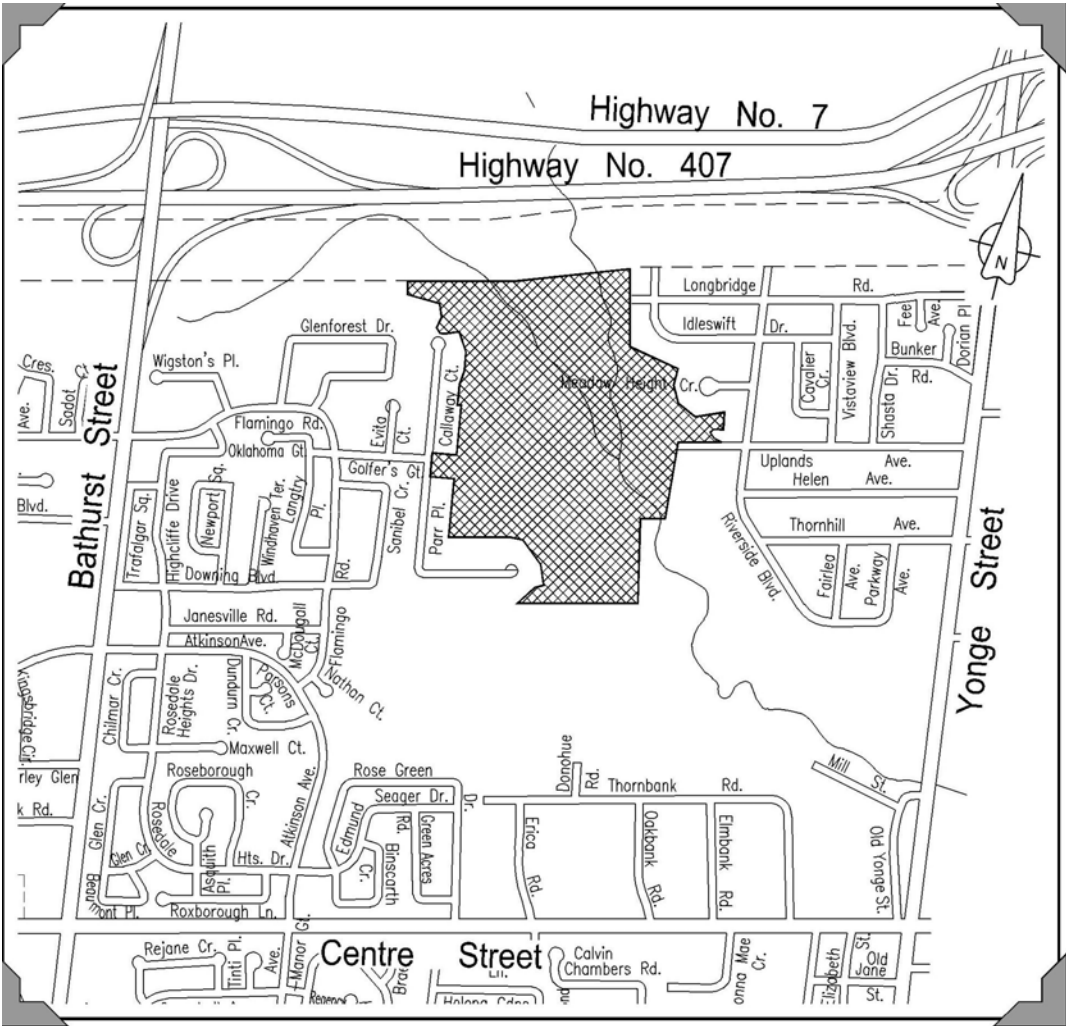 Highway No. 7
Highway No. 407
N
Longbridge Rd.
Idleswift Dr.
Fee Ave.
Dorian Pl
Bunker Rd.
Cavalier Cr.
Vistaview Blvd.
Shasta Dr.
Meadow Height Cr.
Glenforest Dr.
Wigston's Pl.
Cres.
Ave.
Sadot Ct.
Bathurst Street
Flamingo Rd.
Evita Ct.
Callaway Ct.
Oklahoma Gt.
Golfer's Gt.
Uplands Ave.
Helen Ave.
Blvd.
Trafalgar Sq.
Highcliffe Drive
Newport Sq.
Windhaven Ter.
Langtry Pl.
Sanibel Cr.
Parr Pl.
Thornhill Ave.
Riverside Blvd.
Fairlea Ave.
Parkway Ave.
Yonge Street
Downing Blvd.
Flamingo Rd.
Janesville Rd.
Atkinson Ave.
McDougall Ct.
Nathan Ct.
Parsons Ct.
Dundurn Cr.
Rosedale Heights Dr.
Chilmar Cr.
Kingsbridge Cir.
Maxwell Ct.
rley Glen
k Rd.
Roseborough Cr.
Atkinson Ave.
Rose Green Dr.
Seager Dr.
Edmund Cr.
Binscarth Rd.
Green Acres
Donohue Rd.
Thornbank Rd.
Mill St.
Old Yonge St.
Erica Rd.
Oakbank Rd.
Elmbank Rd.
Glen Cr.
Rosedale Hts. Dr.
Glen Cr.
Asquith Pl.
Beaumont Pl.
Roxborough Ln.
Manor Gt.
Centre Street
Rejane Cr.
Tinti Pl.
Ave.
Calvin Chambers Rd.
onna Mae Cr.
Elizabeth St.
Old Jane St.